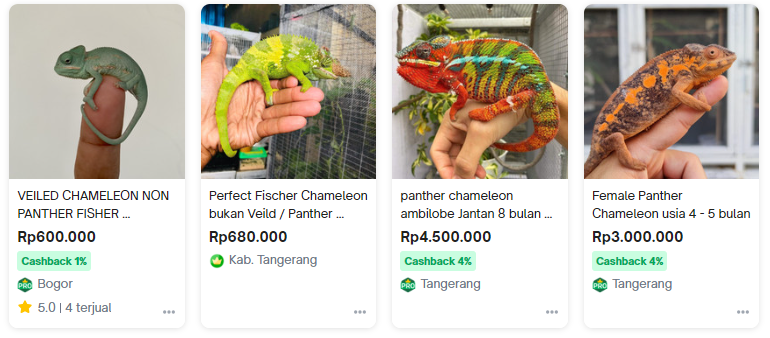 VEILED CHAMELEON NON
PANTHER FISHER ...
Rp600.000
Cashback 1%
PRO Bogor
5.0 | 4 terjual
Perfect Fischer Chameleon
bukan Veild / Panther ...
Rp680.000
Kab. Tangerang
panther chameleon
ambilobe Jantan 8 bulan ...
Rp4.500.000
Cashback 4%
PRO Tangerang
Female Panther
Chameleon usia 4 - 5 bulan
Rp3.000.000
Cashback 4%
PRO Tangerang